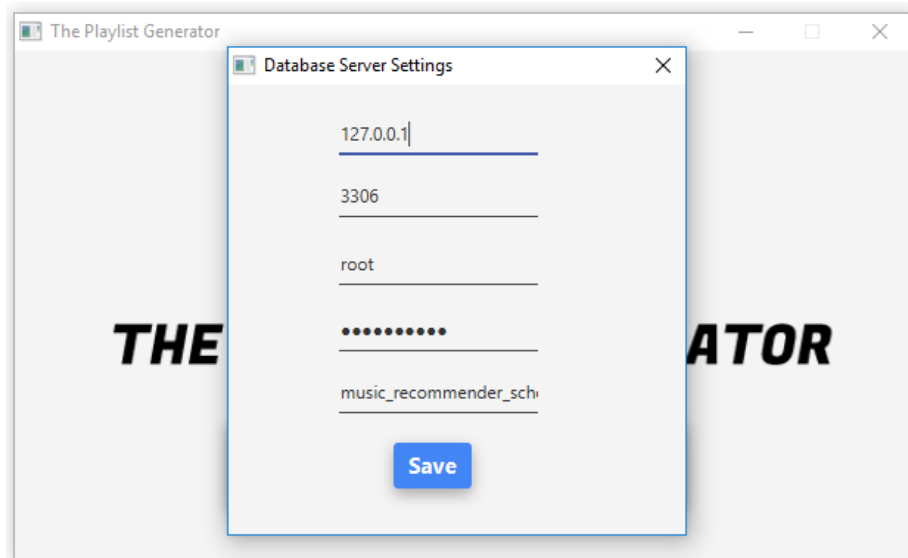 The Playlist Generator
Database Server Settings
127.0.0.1
3306
root
••••••••••
THE ATOR
music_recommender_sch
Save